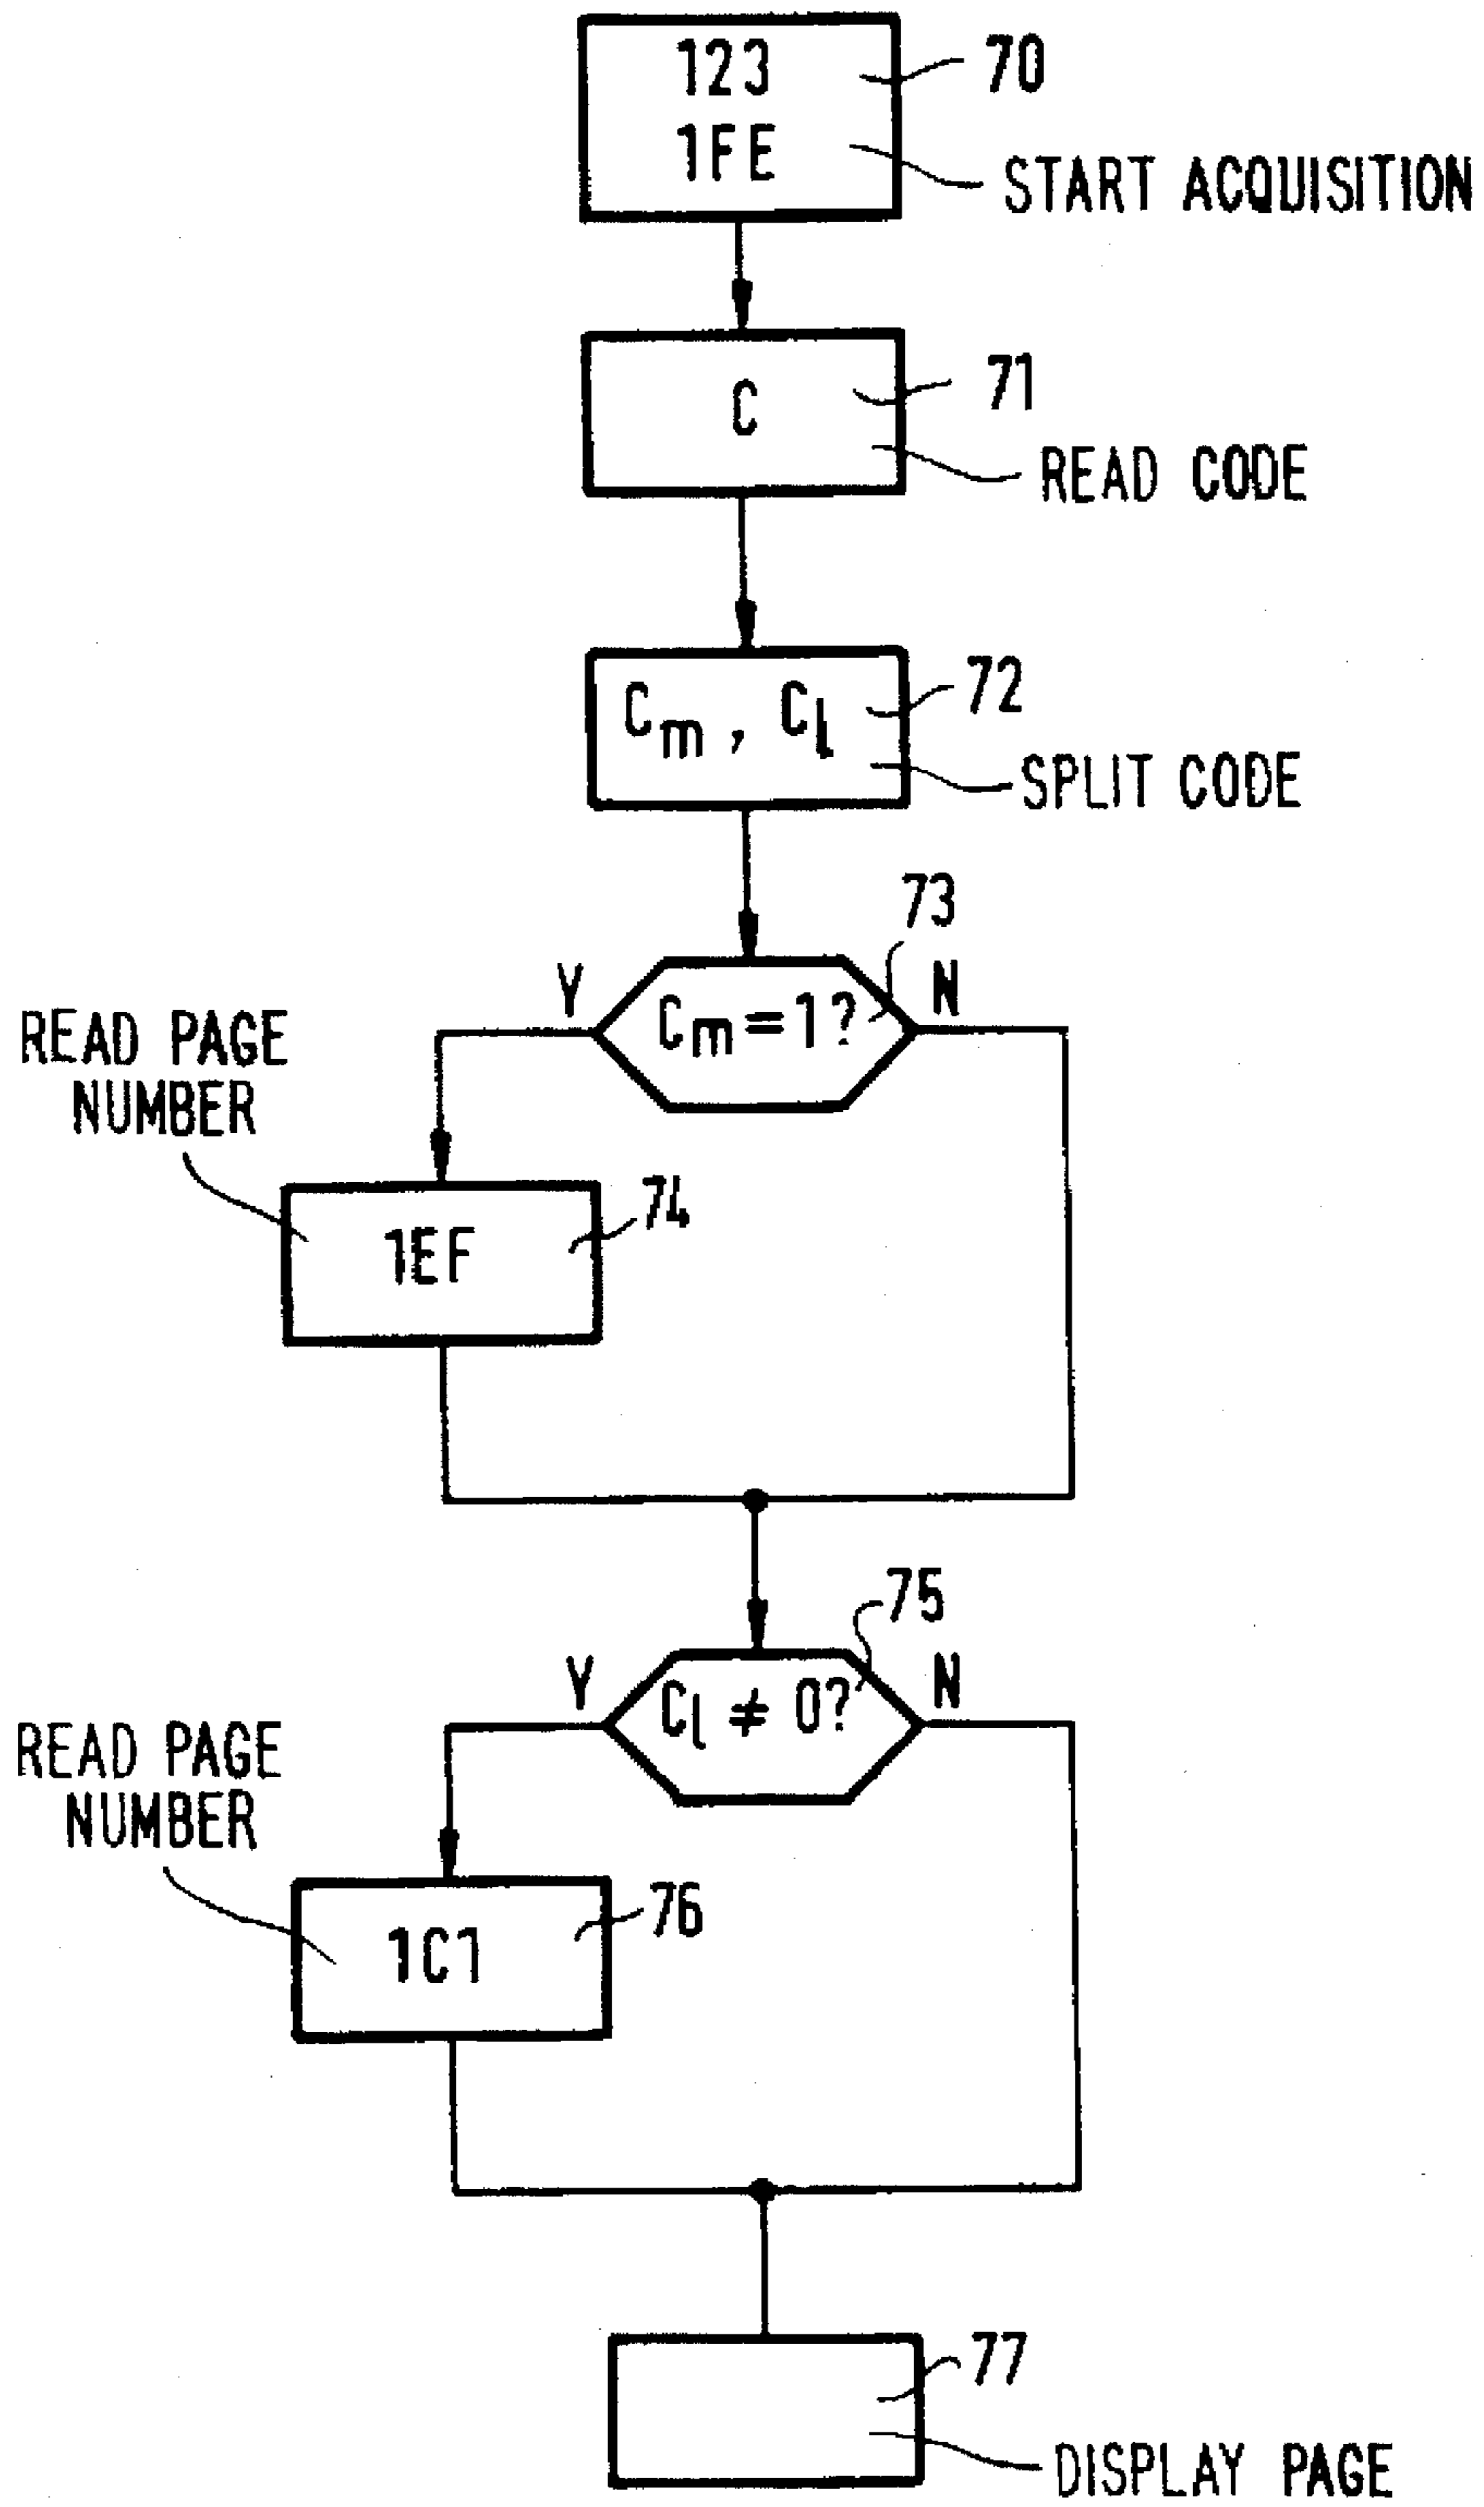 123
70
1FE
START ACQUISITION
C
71
READ CODE
Cm , Cl
72
SPLIT CODE
73
Y
Cm=1?
N
READ PAGE
NUMBER
1EF
74
75
Y
Cl ≠ 0?
N
READ PAGE
NUMBER
1C1
76
77
DISPLAY PAGE